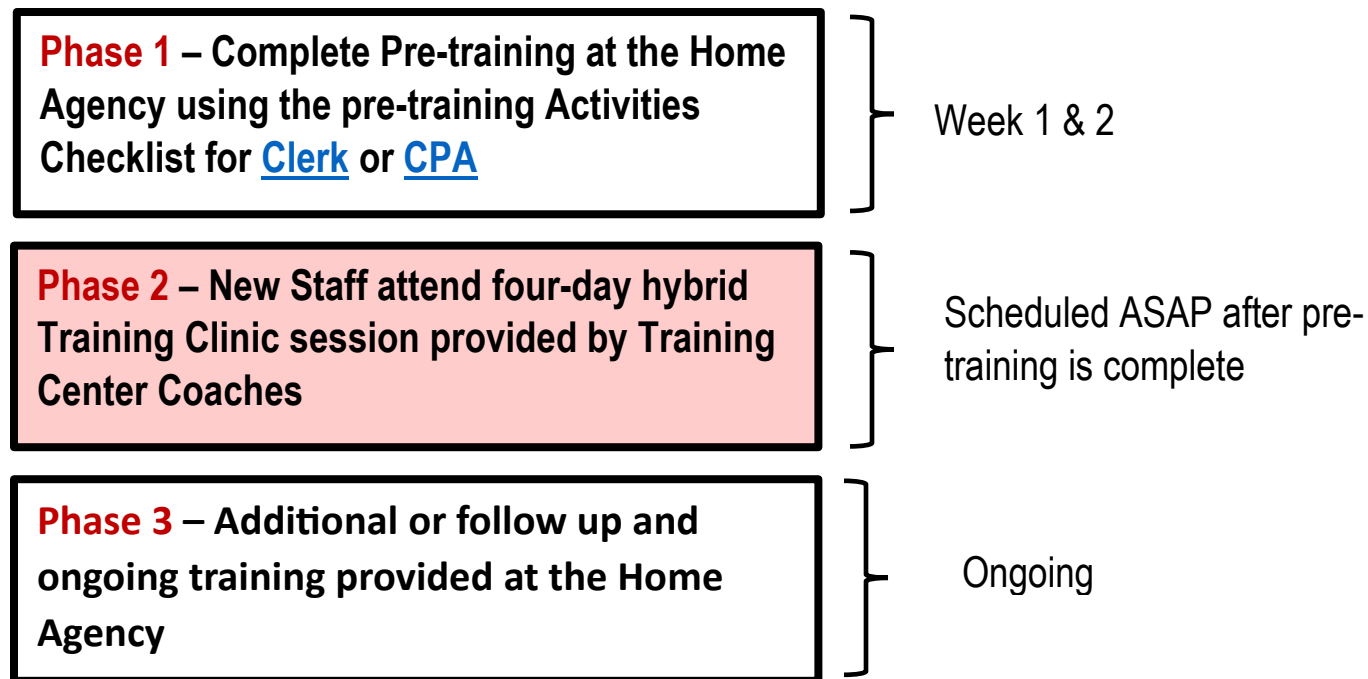 Phase 1 – Complete Pre-training at the Home
Agency using the pre-training Activities
Checklist for Clerk or CPA
Week 1 & 2
Phase 2 – New Staff attend four-day hybrid
Training Clinic session provided by Training
Center Coaches
Scheduled ASAP after pre-
training is complete
Phase 3 – Additional or follow up and
ongoing training provided at the Home
Agency
Ongoing